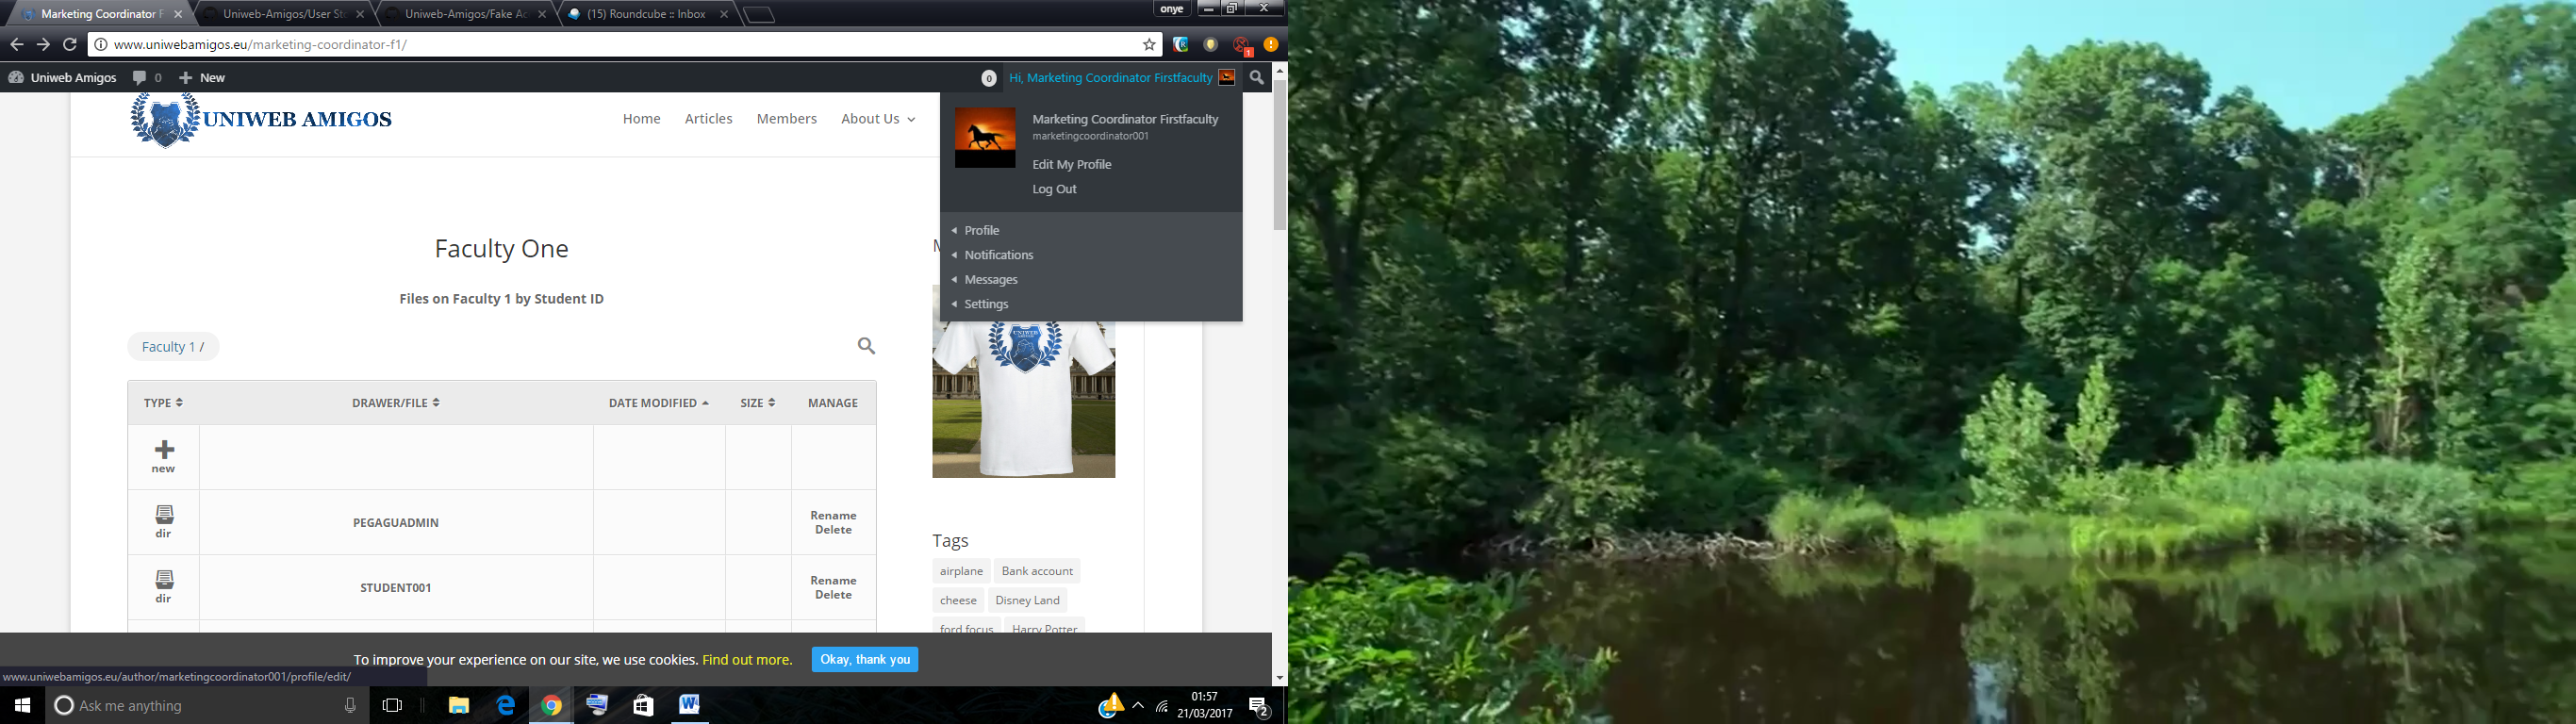 Marketing Coordinator F
Uniweb-Amigos/User St
Uniweb-Amigos/Fake Ac
(15) Roundcube :: Inbox
onye
www.uniwebamigos.eu/marketing-coordinator-f1/
1
Uniweb Amigos
0
New
0
Hi, Marketing Coordinator Firstfaculty
UNIWEB AMIGOS
Home
Articles
Members
About Us
Marketing Coordinator Firstfaculty
marketingcoordinator001
Edit My Profile
Log Out
Profile
Notifications
Messages
Settings
Faculty One
Files on Faculty 1 by Student ID
Faculty 1 /
TYPE
DRAWER/FILE
DATE MODIFIED
SIZE
MANAGE
new
dir
PEGAGUADMIN
Rename
Delete
dir
STUDENT001
Rename
Delete
UNIWEB
Tags
airplane
Bank account
cheese
Disney Land
ford focus
Harry Potter
To improve your experience on our site, we use cookies. Find out more.
Okay, thank you
www.uniwebamigos.eu/author/marketingcoordinator001/profile/edit/
Ask me anything
01:57
21/03/2017
2